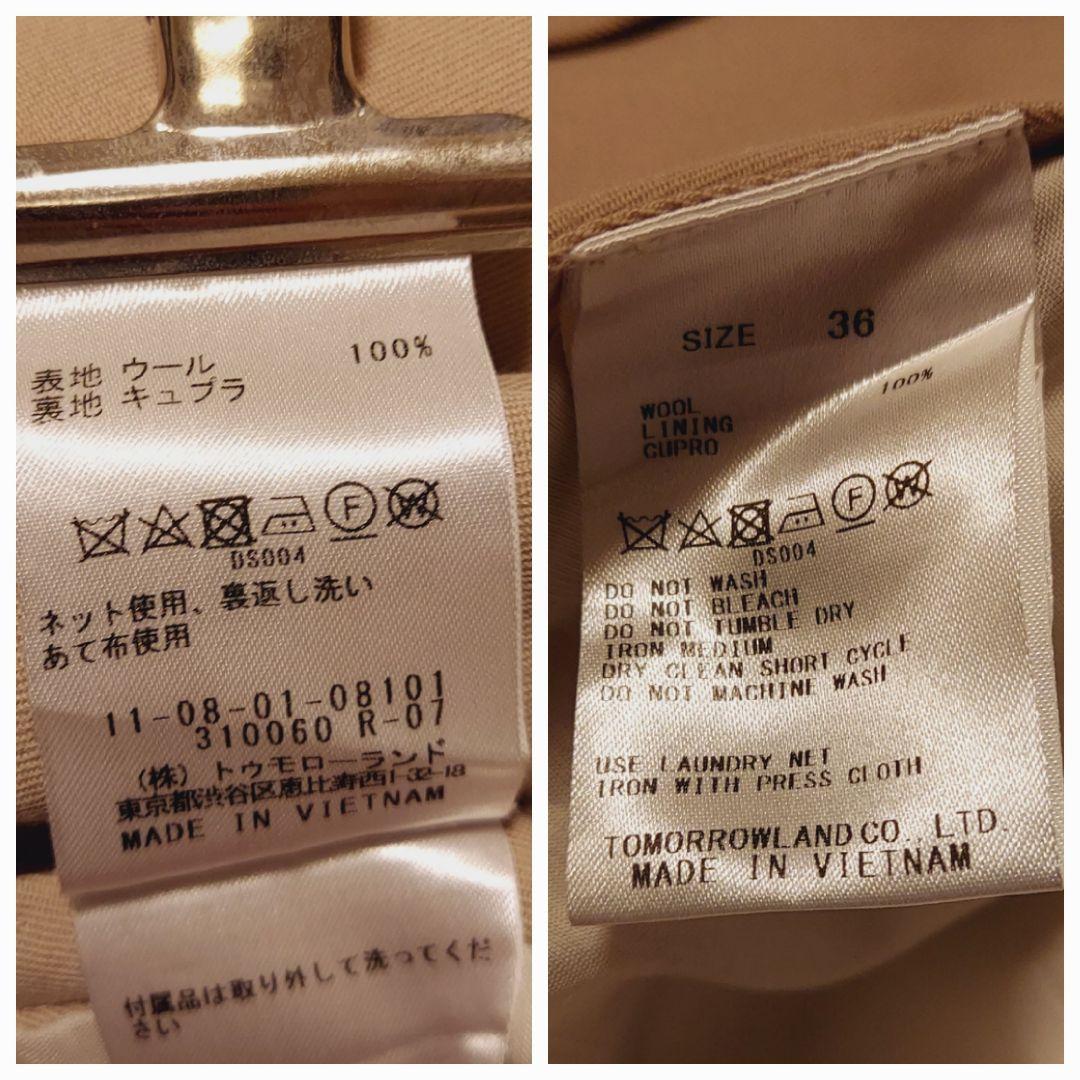 表地 ウール 100%
裏地 キュプラ
F
W
DS004
ネット使用、裏返し洗い
あて布使用
11-08-01-08101
310060 R-07
(株) トゥモローランド
東京都渋谷区恵比寿西1-32-18
MADE IN VIETNAM
付属品は取り外して洗ってくだ
さい
SIZE 36
WOOL 100%
LINING
CUPRO
F
W
DS004
DO NOT WASH
DO NOT BLEACH
DO NOT TUMBLE DRY
IRON MEDIUM
DRY CLEAN SHORT CYCLE
DO NOT MACHINE WASH
USE LAUNDRY NET
IRON WITH PRESS CLOTH
TOMORROWLAND CO., LTD.
MADE IN VIETNAM